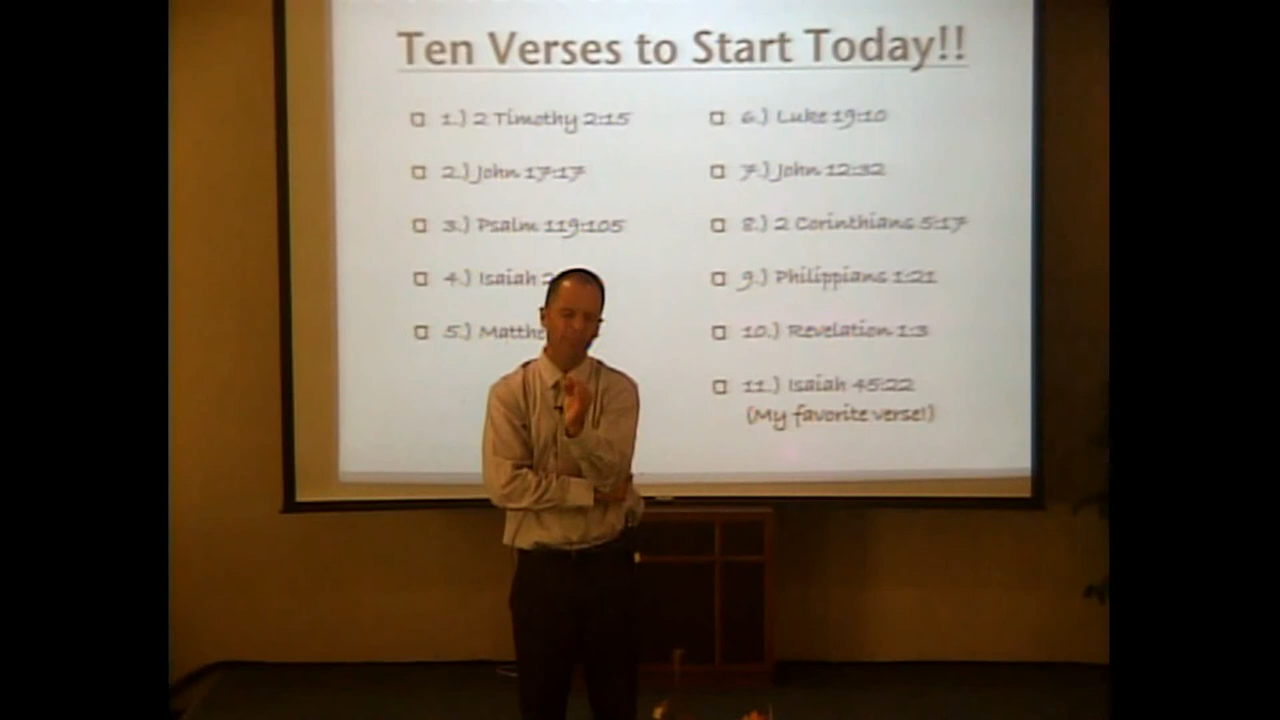 Ten Verses to Start Today!!
1.) 2 Timothy 2:15
2.) John 17:17
3.) Psalm 119:105
4.) Isaiah
5.)
6.) Luke 19:10
7.) John 12:32
8.) 2 Corinthians 5:17
9.) Philippians 1:21
10.) Revelation 1:3
11.) Isaiah 45:22
(My favorite verse!)